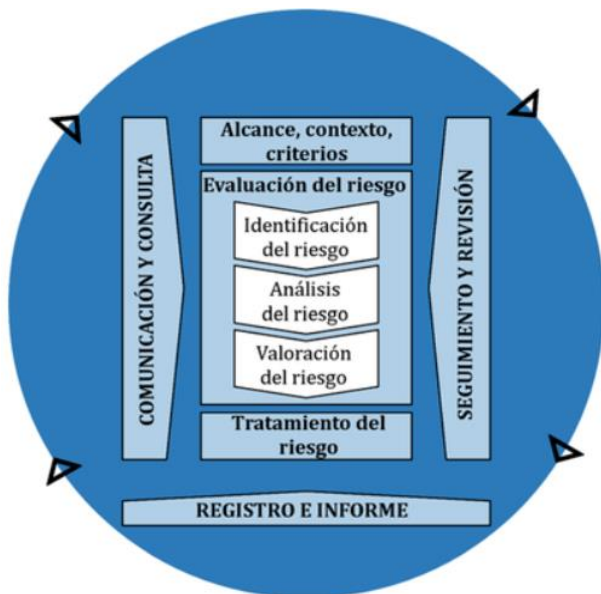 Alcance, contexto,
criterios
Evaluación del riesgo
Identificación
del riesgo
Análisis
del riesgo
Valoración
del riesgo
Tratamiento del
riesgo
COMUNICACIÓN Y CONSULTA
SEGUIMIENTO Y REVISIÓN
REGISTRO E INFORME